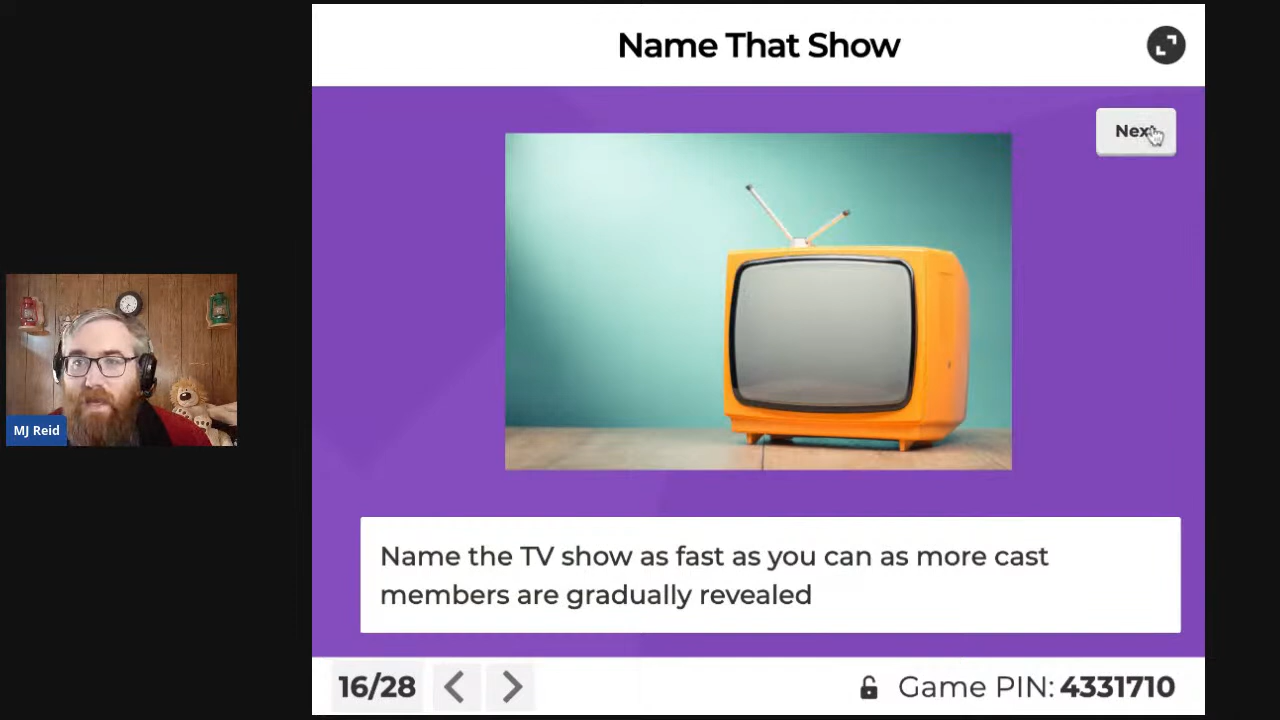 Name That Show
Nex
MJ Reid
Name the TV show as fast as you can as more cast
members are gradually revealed
16/28
Game PIN: 4331710